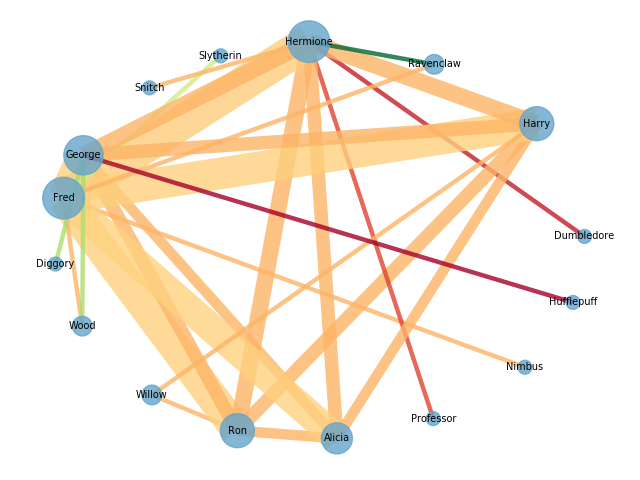 Hermione
Slytherin
Ravenclaw
Snitch
Harry
George
Fred
Dumbledore
Diggory
Hufflepuff
Wood
Nimbus
Willow
Professor
Ron
Alicia